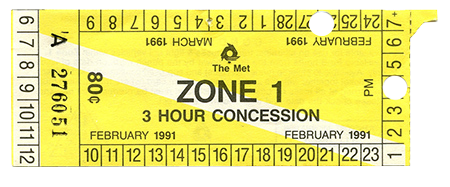 24 25 26 27 28 1 2 3 4 5 6 7 8 9
FEBRUARY 1991 MARCH 1991
6 7 8 9 10 11 12
A 276051
80¢
The Met
ZONE 1
3 HOUR CONCESSION
FEBRUARY 1991 FEBRUARY 1991
10 11 12 13 14 15 16 17 18 19 20 21 22 23
PM
1 2 3 5 6 7+